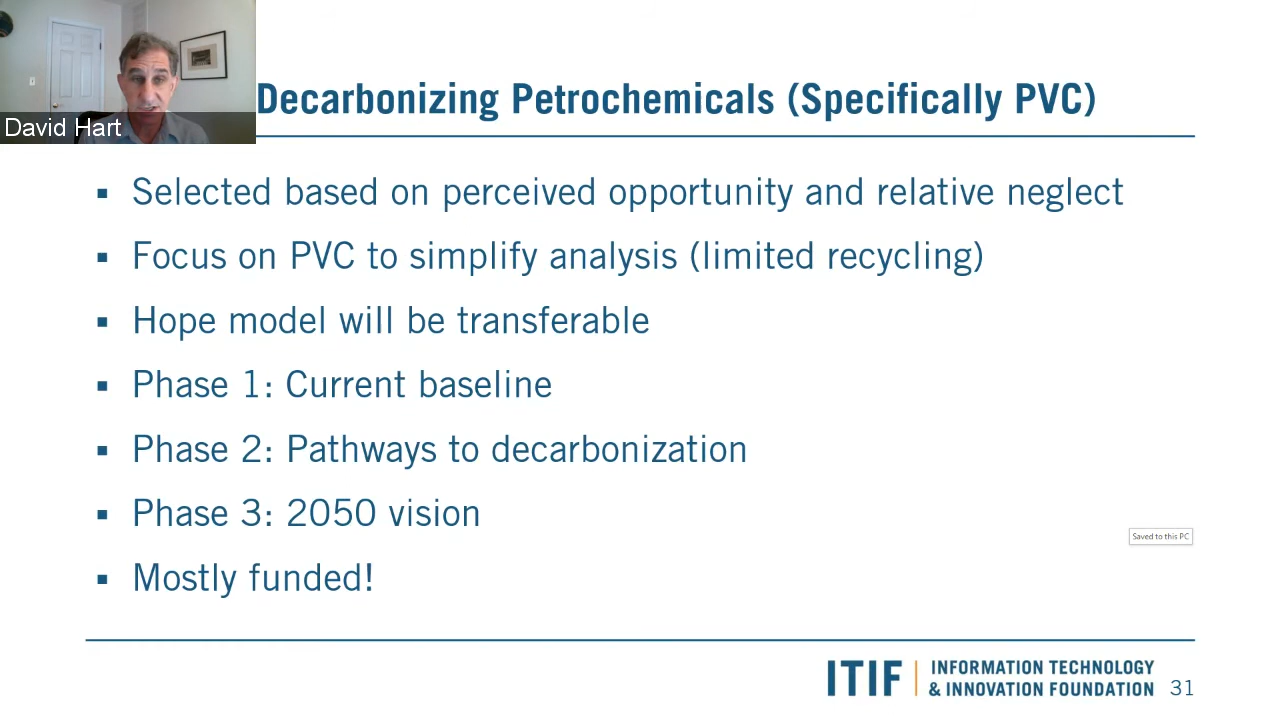 David Hart
Decarbonizing Petrochemicals (Specifically PVC)
▪ Selected based on perceived opportunity and relative neglect
▪ Focus on PVC to simplify analysis (limited recycling)
▪ Hope model will be transferable
▪ Phase 1: Current baseline
▪ Phase 2: Pathways to decarbonization
▪ Phase 3: 2050 vision
Saved to this PC
▪ Mostly funded!
ITIF
INFORMATION TECHNOLOGY
& INNOVATION FOUNDATION
31